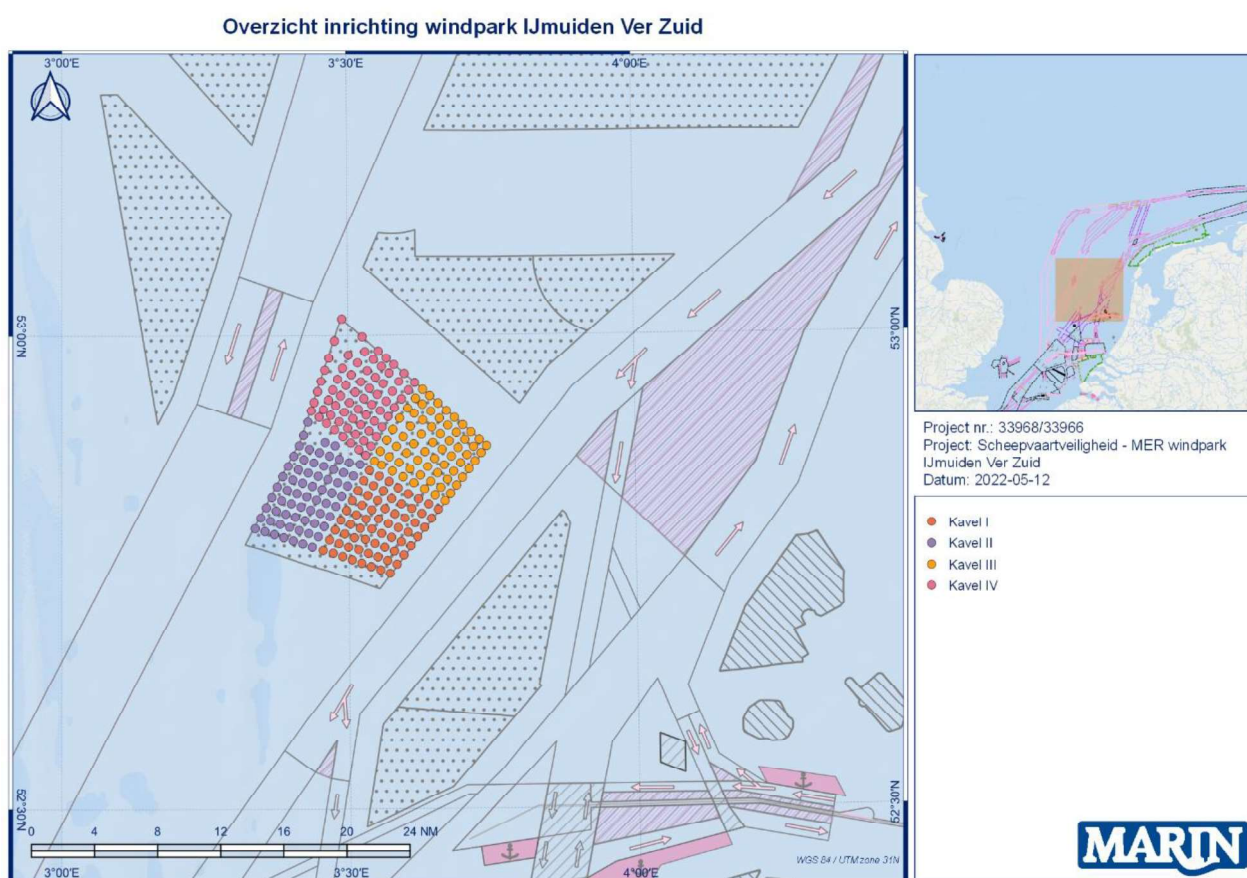 Overzicht inrichting windpark IJmuiden Ver Zuid
3°00'E 3°30'E 4°00'E
53°00'N 53°00'N
52°30'N 52°30'N
0 4 8 12 16 20 24 NM
WGS 84 / UTM zone 31N
3°00'E 3°30'E 4°00'E
Project nr.: 33968/33966
Project: Scheepvaartveiligheid - MER windpark
IJmuiden Ver Zuid
Datum: 2022-05-12
Kavel I
Kavel II
Kavel III
Kavel IV
MARIN